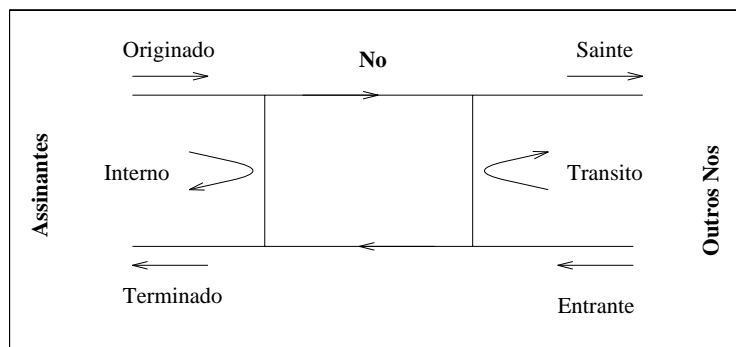 Originado
No
Sainte
Assinantes
Interno
Transito
Outros Nos
Terminado
Entrante